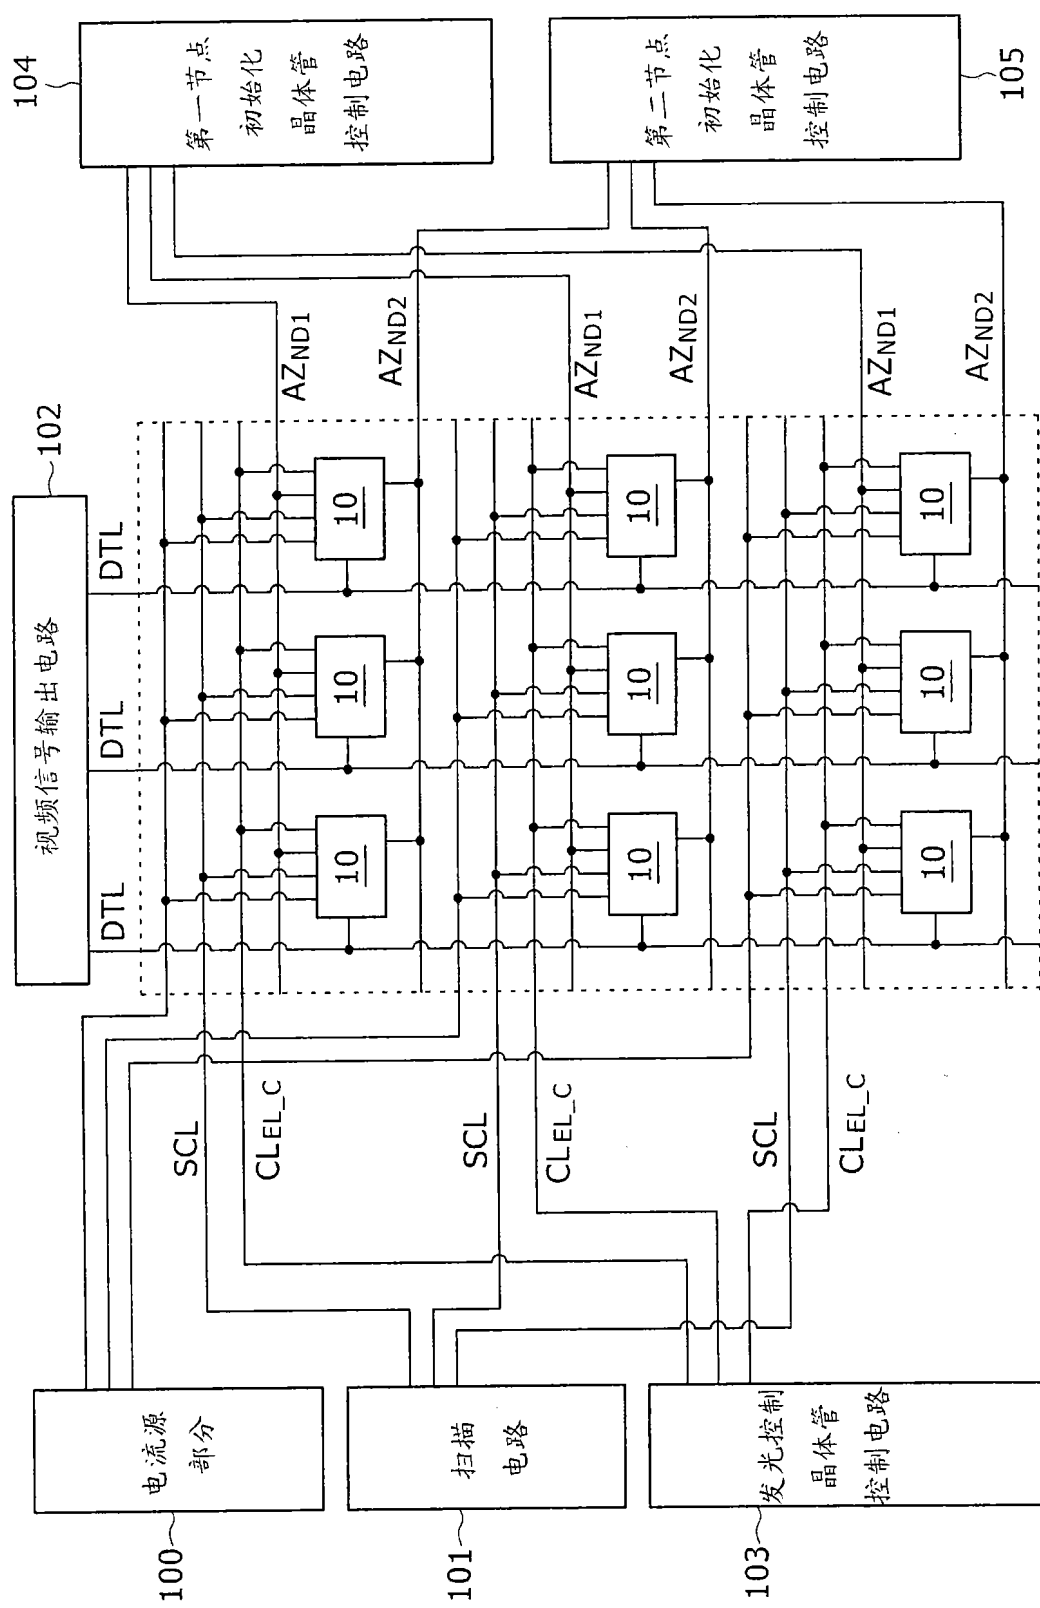 102
视频信号输出电路
DTL
DTL
DTL
100
电流源
部分
101
扫描
电路
103
发光控制
晶体管
控制电路
SCL
CLEL_C
SCL
CLEL_C
SCL
CLEL_C
10
10
10
10
10
10
10
10
10
AZND1
AZND2
AZND1
AZND2
AZND1
AZND2
104
第一节点
初始化
晶体管
控制电路
105
第二节点
初始化
晶体管
控制电路